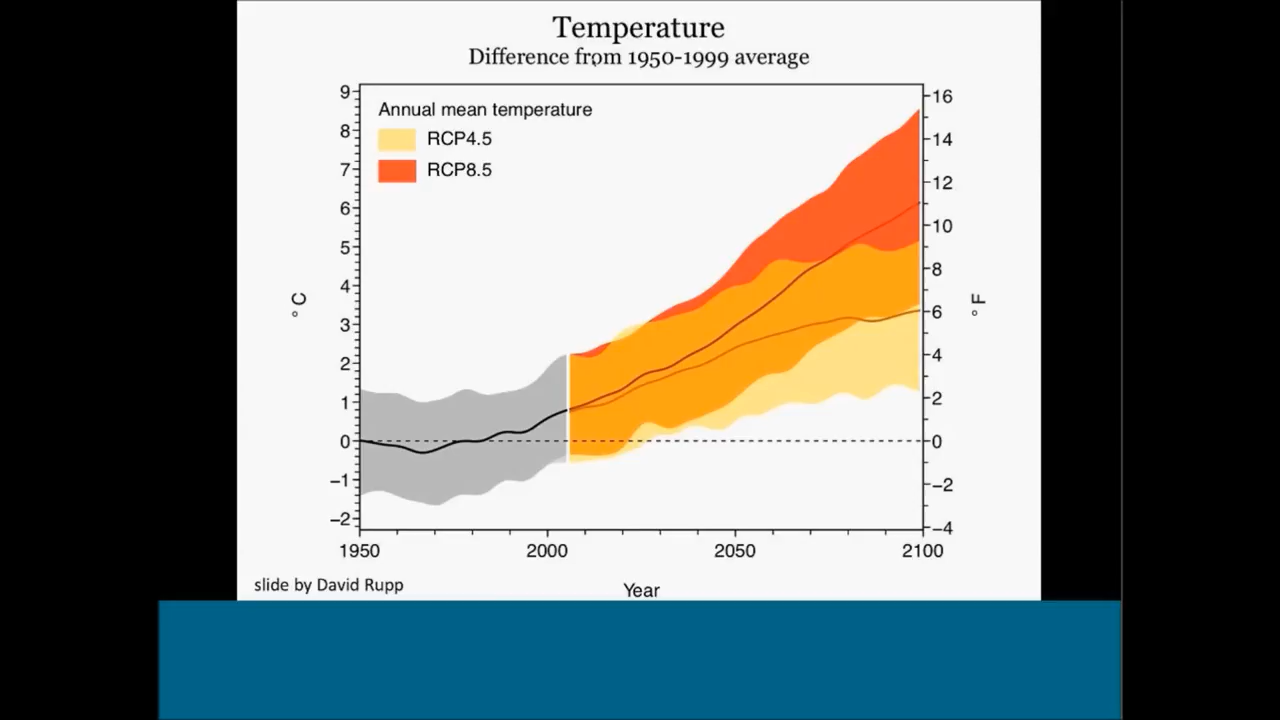 Temperature
Difference from 1950-1999 average
Annual mean temperature
RCP4.5
RCP8.5
9
8
7
6
5
4
3
2
1
0
−1
−2
°C
16
14
12
10
8
6
4
2
0
−2
−4
°F
1950 2000 2050 2100
Year
slide by David Rupp